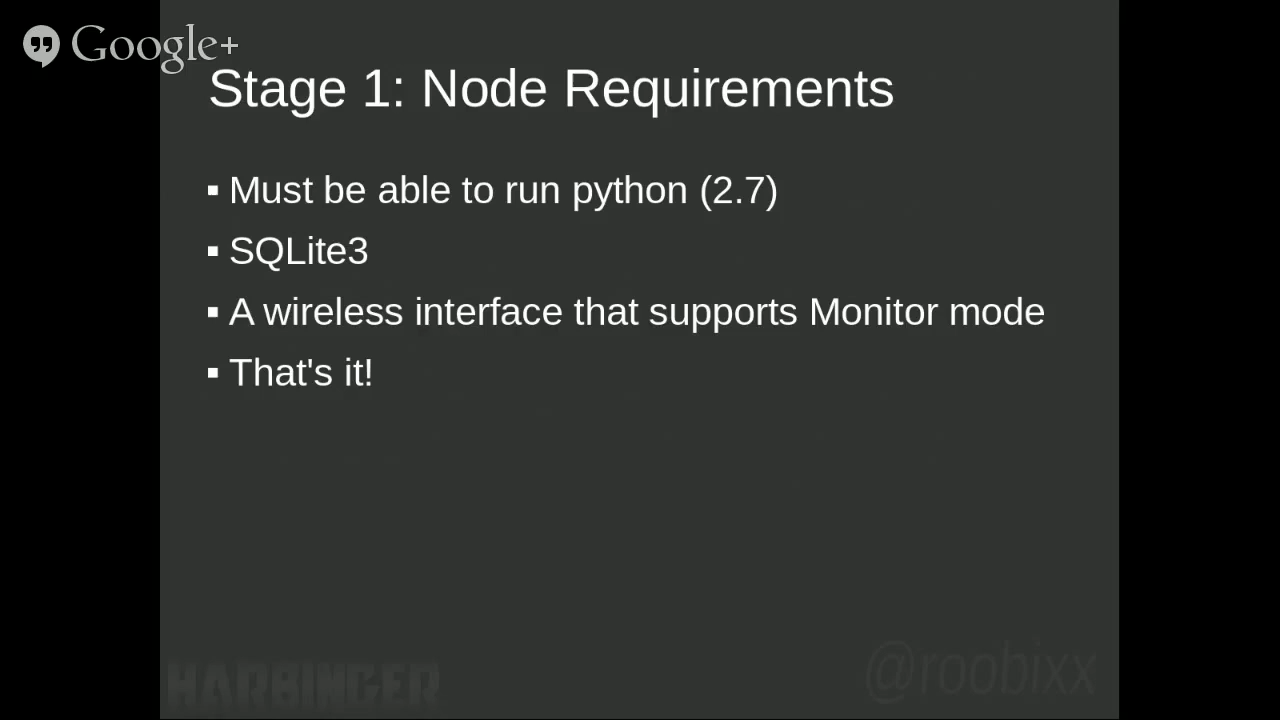 Google+
Stage 1: Node Requirements
▪ Must be able to run python (2.7)
▪ SQLite3
▪ A wireless interface that supports Monitor mode
▪ That's it!
HARBINGER
@roobixx